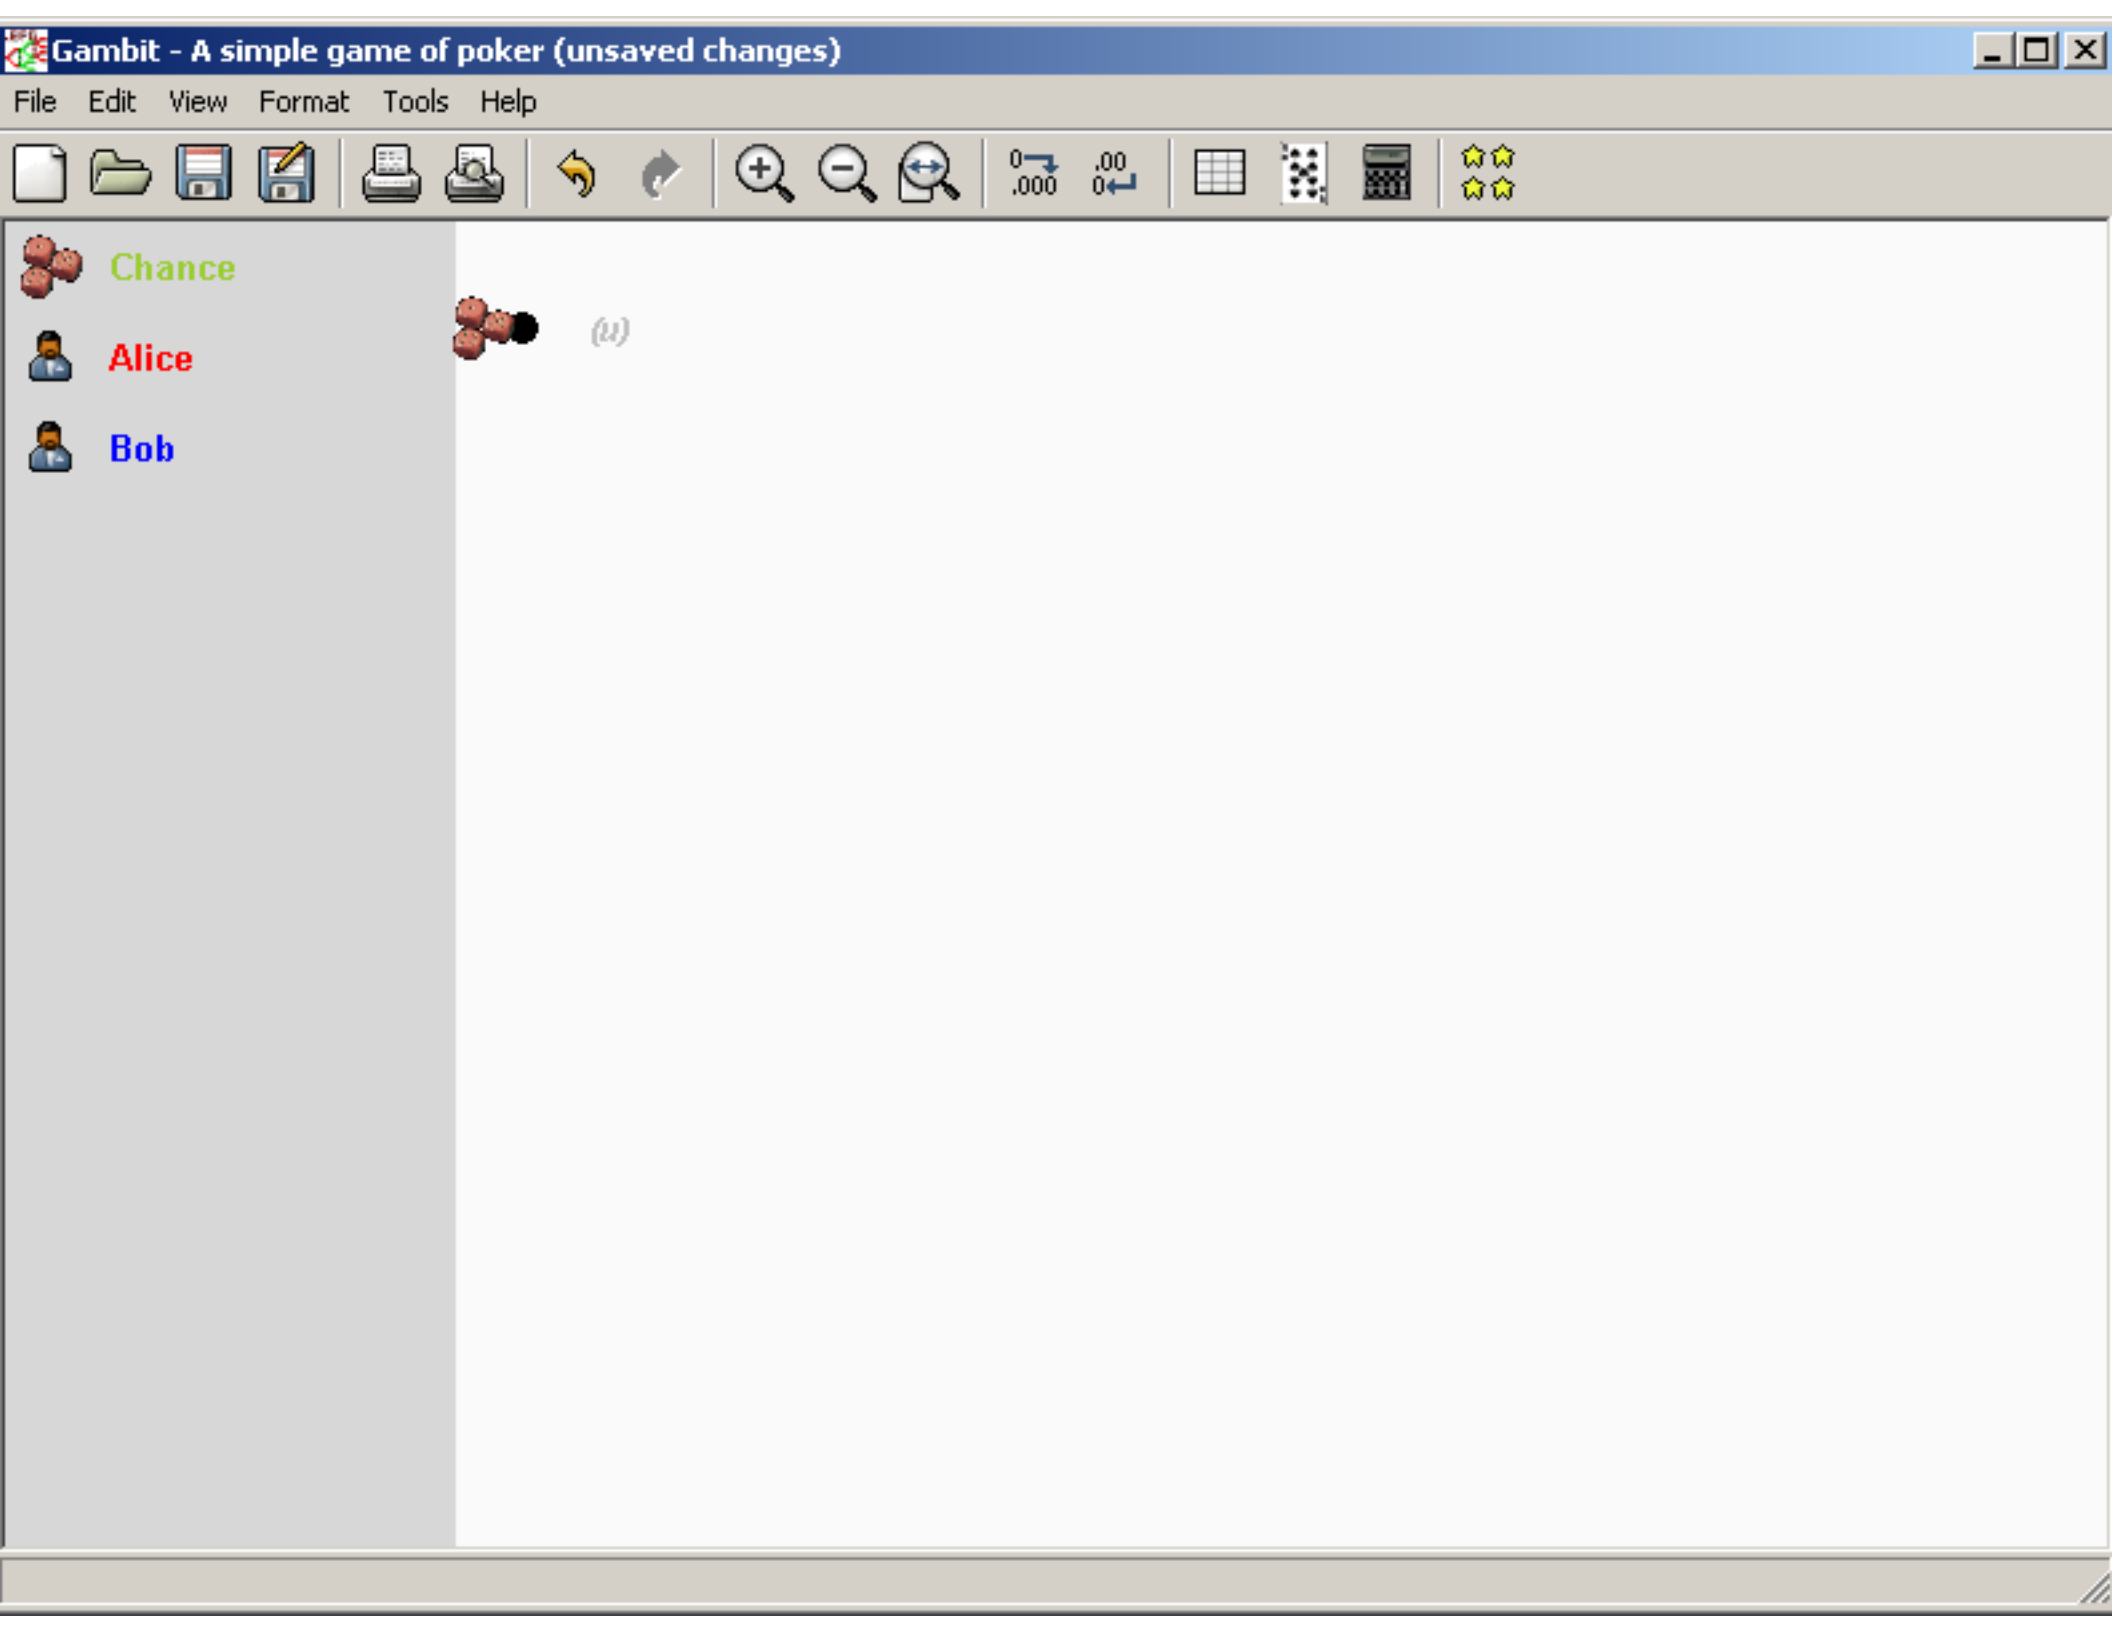 Gambit - A simple game of poker (unsaved changes)
File Edit View Format Tools Help
0 .000 .00 0
Chance
(u)
Alice
Bob